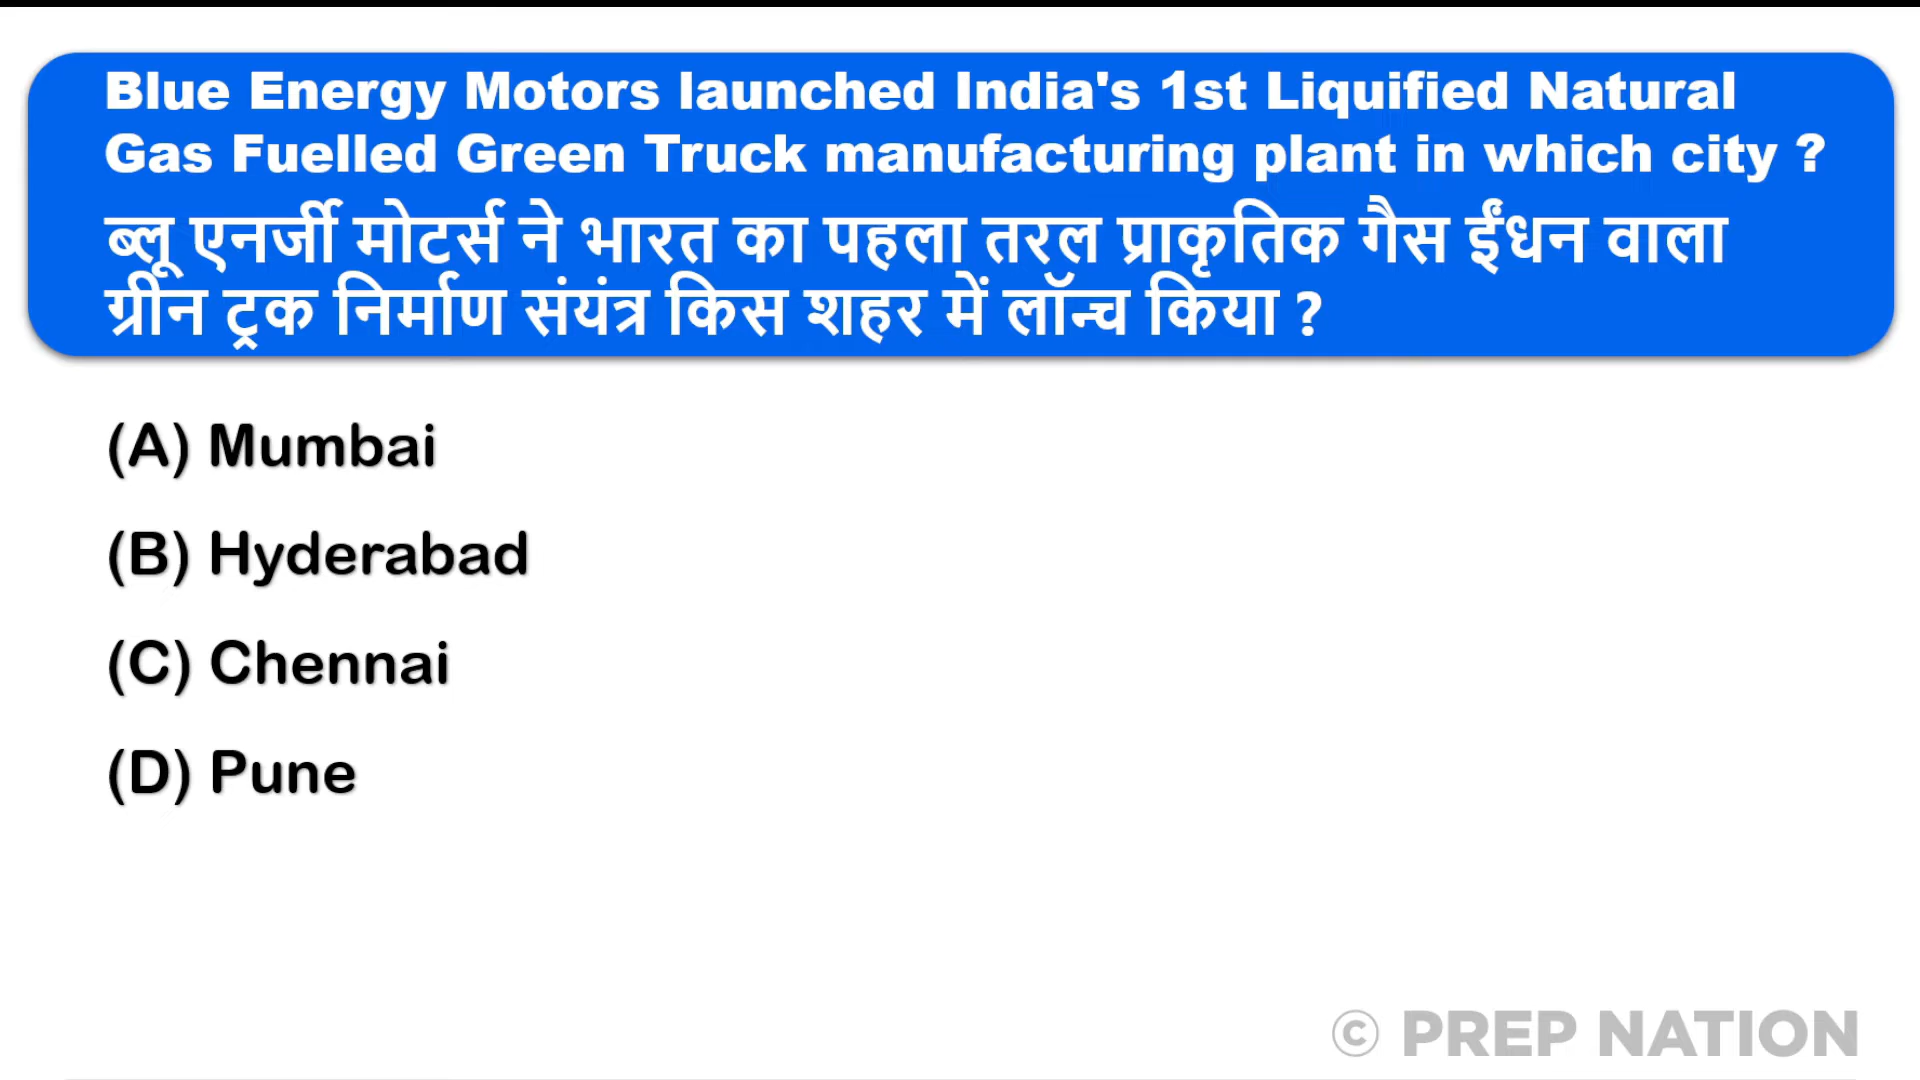 Blue Energy Motors launched India's 1st Liquified Natural
Gas Fuelled Green Truck manufacturing plant in which city ?
ब्लू एनर्जी मोटर्स ने भारत का पहला तरल प्राकृतिक गैस ईंधन वाला
ग्रीन ट्रक निर्माण संयंत्र किस शहर में लॉन्च किया ?
(A) Mumbai
(B) Hyderabad
(C) Chennai
(D) Pune
© PREP NATION